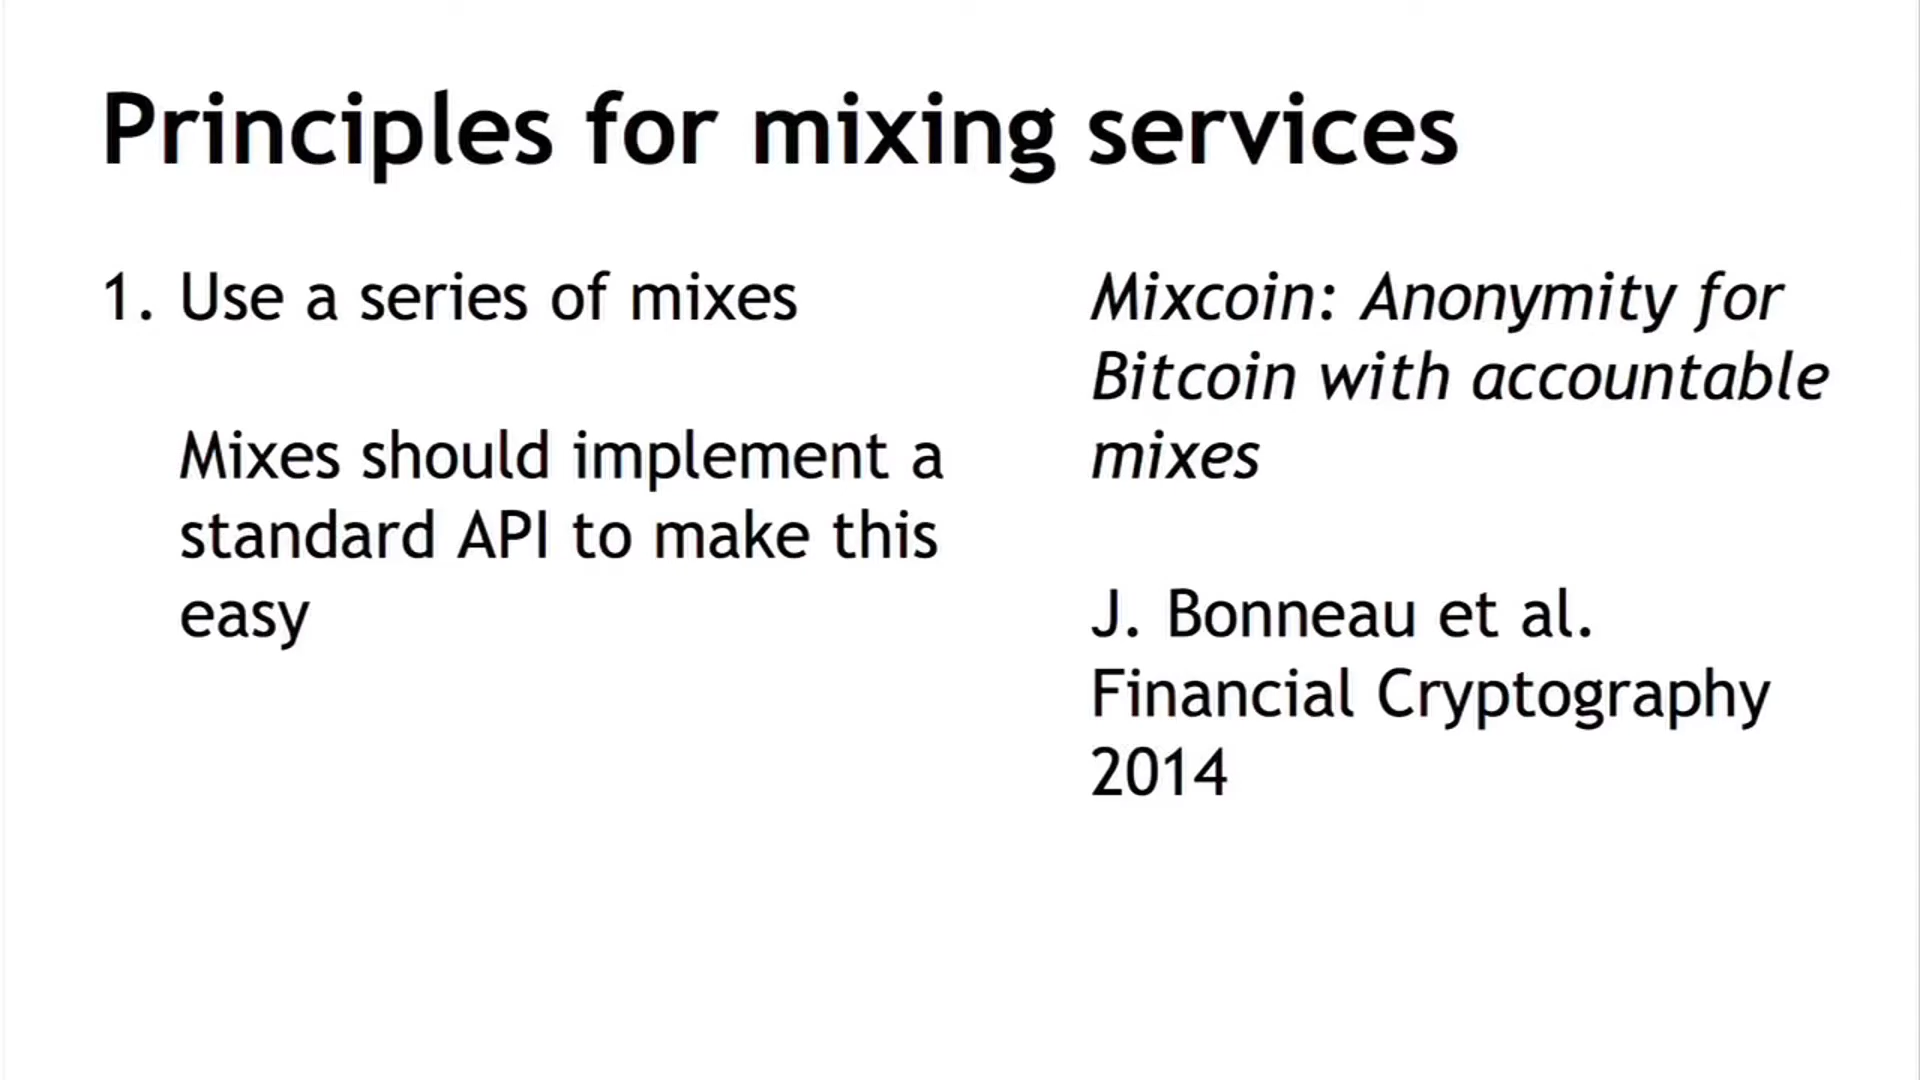 Principles for mixing services
1. Use a series of mixes
Mixes should implement a
standard API to make this
easy
Mixcoin: Anonymity for
Bitcoin with accountable
mixes
J. Bonneau et al.
Financial Cryptography
2014